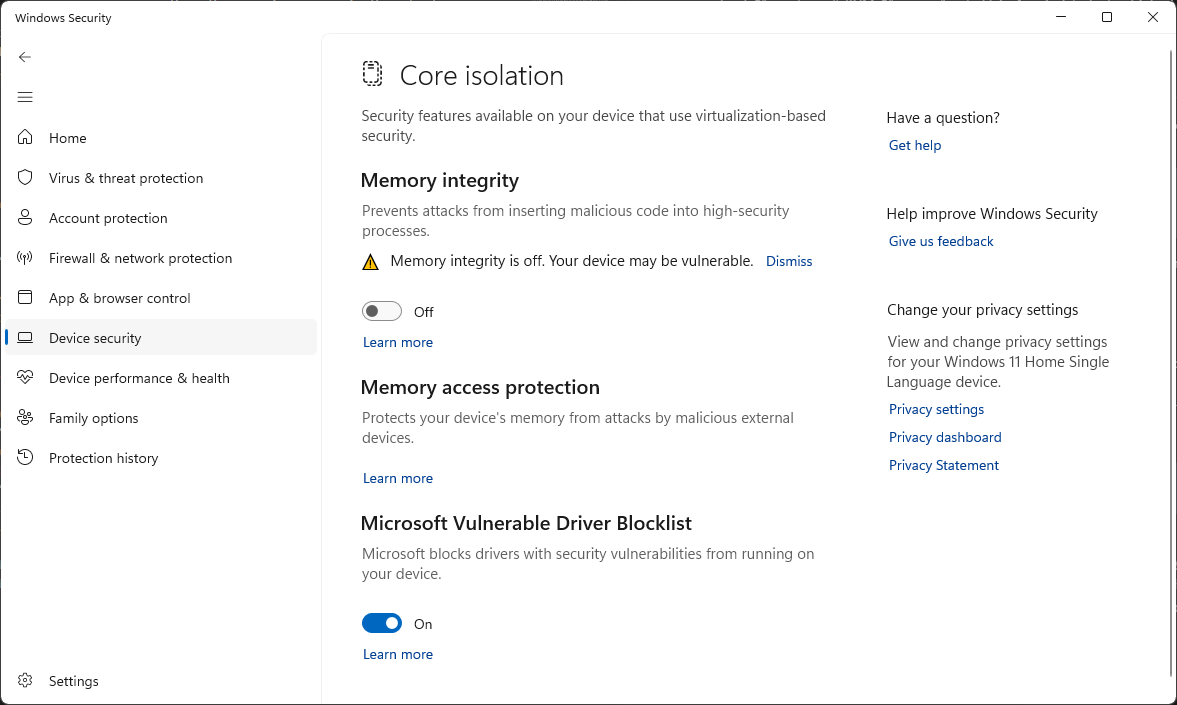 Windows Security
Home
Virus & threat protection
Account protection
Firewall & network protection
App & browser control
Device security
Device performance & health
Family options
Protection history
Settings
Core isolation
Security features available on your device that use virtualization-based
security.
Memory integrity
Prevents attacks from inserting malicious code into high-security
processes.
Memory integrity is off. Your device may be vulnerable. Dismiss
Off
Learn more
Memory access protection
Protects your device's memory from attacks by malicious external
devices.
Learn more
Microsoft Vulnerable Driver Blocklist
Microsoft blocks drivers with security vulnerabilities from running on
your device.
On
Learn more
Have a question?
Get help
Help improve Windows Security
Give us feedback
Change your privacy settings
View and change privacy settings
for your Windows 11 Home Single
Language device.
Privacy settings
Privacy dashboard
Privacy Statement